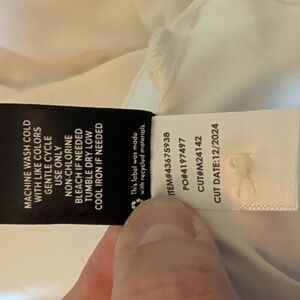 MACHINE WASH COLD
WITH LIKE COLORS
GENTLE CYCLE
USE ONLY
NON-CHLORINE
BLEACH IF NEEDED
TUMBLE DRY LOW
COOL IRON IF NEEDED
This label was made
with recycled materials.
ITEM#43675938
PO#4197497
CUT#M24142
CUT DATE:12/2024